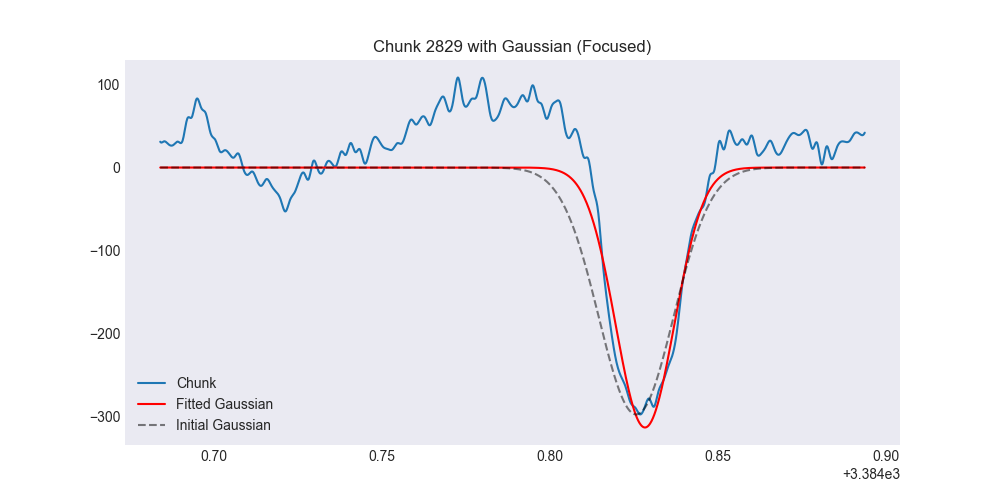 Chunk 2829 with Gaussian (Focused)
100
0
−100
−200
−300
Chunk
Fitted Gaussian
Initial Gaussian
0.70 0.75 0.80 0.85 0.90
+3.384e3